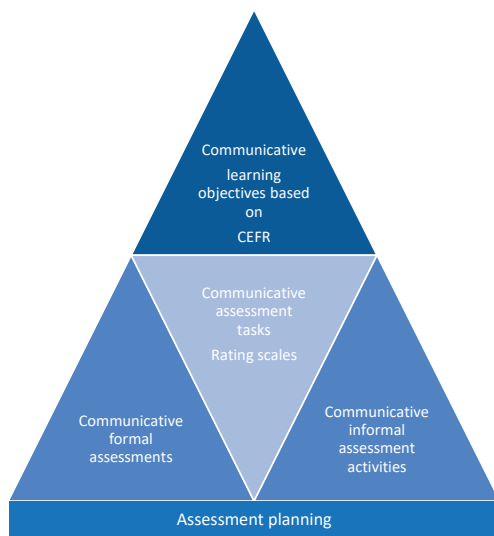 Communicative
learning
objectives based
on
CEFR
Communicative
assessment
tasks
Rating scales
Communicative
formal
assessments
Communicative
informal
assessment
activities
Assessment planning